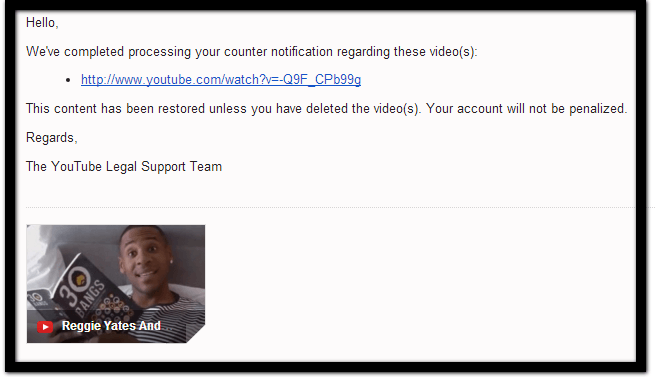 Hello,
We've completed processing your counter notification regarding these video(s):
http://www.youtube.com/watch?v=-Q9F_CPb99g
This content has been restored unless you have deleted the video(s). Your account will not be penalized.
Regards,
The YouTube Legal Support Team
30
BANGS
30
BANGS
Reggie Yates And ...